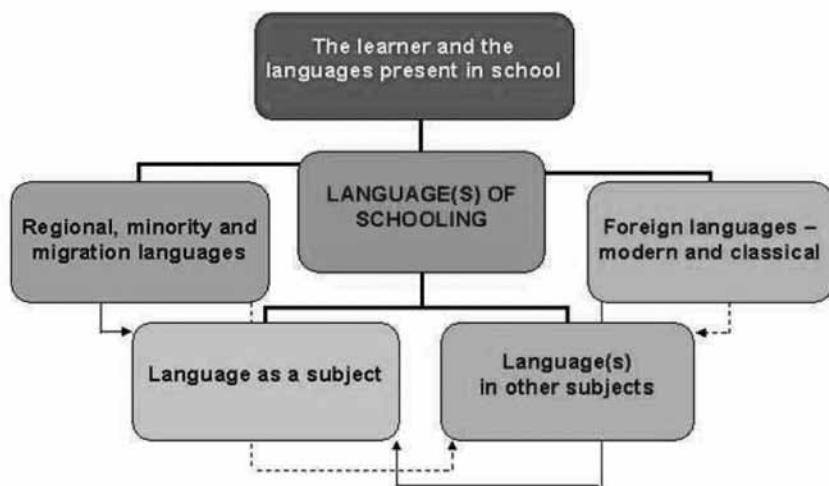 The learner and the
languages present in school
LANGUAGE(S) OF
SCHOOLING
Regional, minority and
migration languages
Foreign languages –
modern and classical
Language as a subject
Language(s)
in other subjects